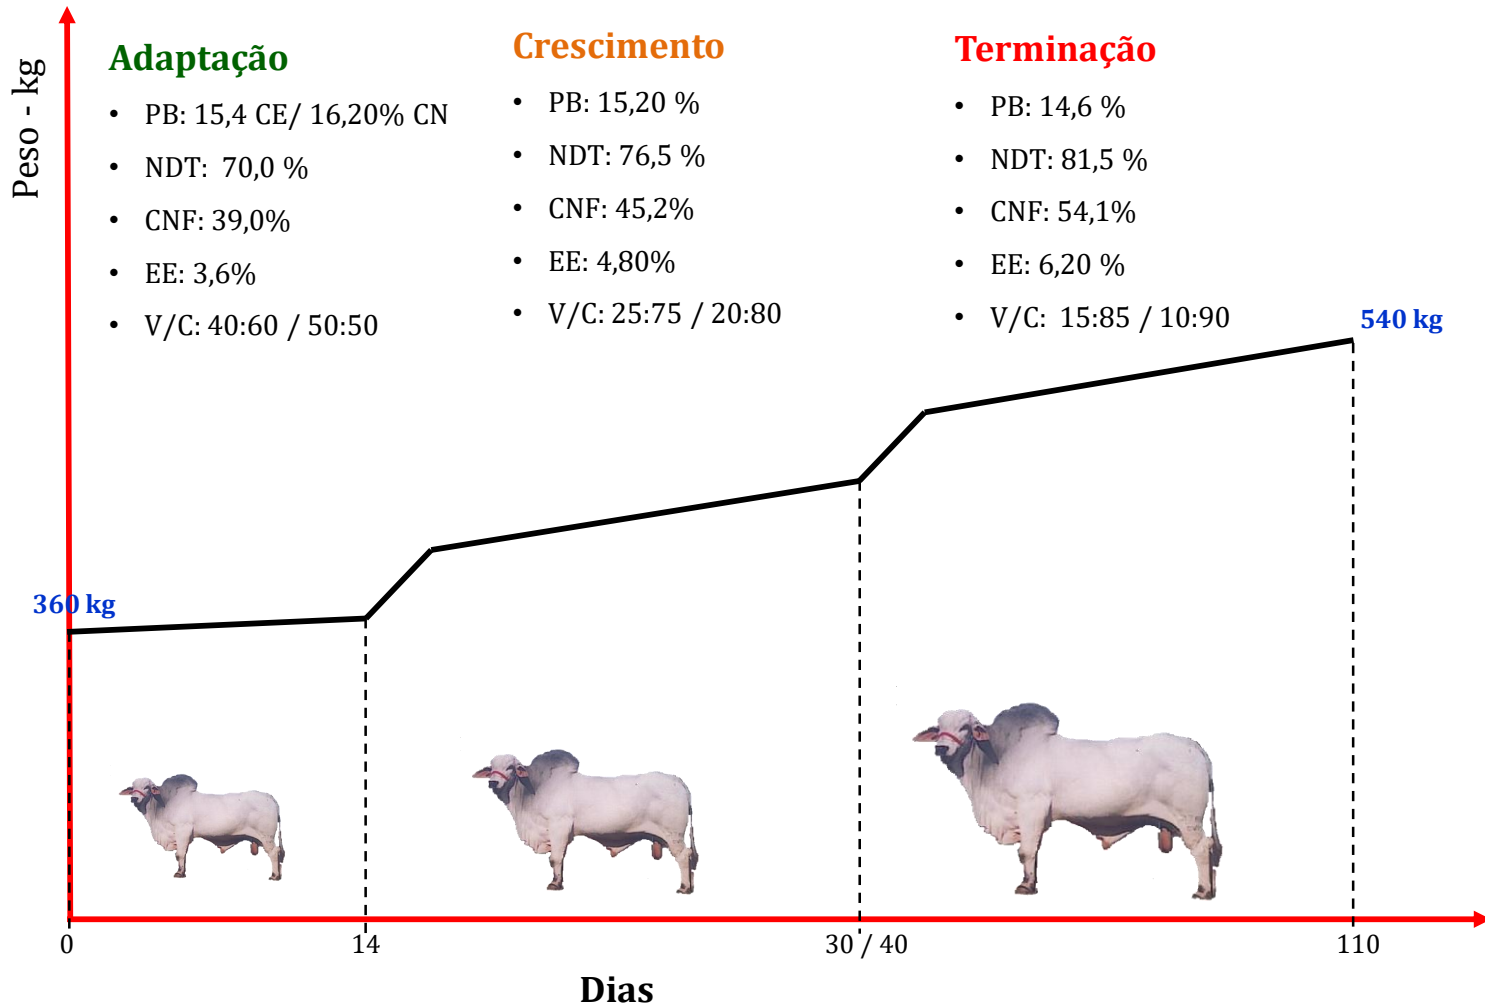 Peso - kg
Adaptação
• PB: 15,4 CE/ 16,20% CN
• NDT: 70,0 %
• CNF: 39,0%
• EE: 3,6%
• V/C: 40:60 / 50:50
Crescimento
• PB: 15,20 %
• NDT: 76,5 %
• CNF: 45,2%
• EE: 4,80%
• V/C: 25:75 / 20:80
Terminação
• PB: 14,6 %
• NDT: 81,5 %
• CNF: 54,1%
• EE: 6,20 %
• V/C: 15:85 / 10:90
540 kg
360 kg
0
14
30 / 40
110
Dias